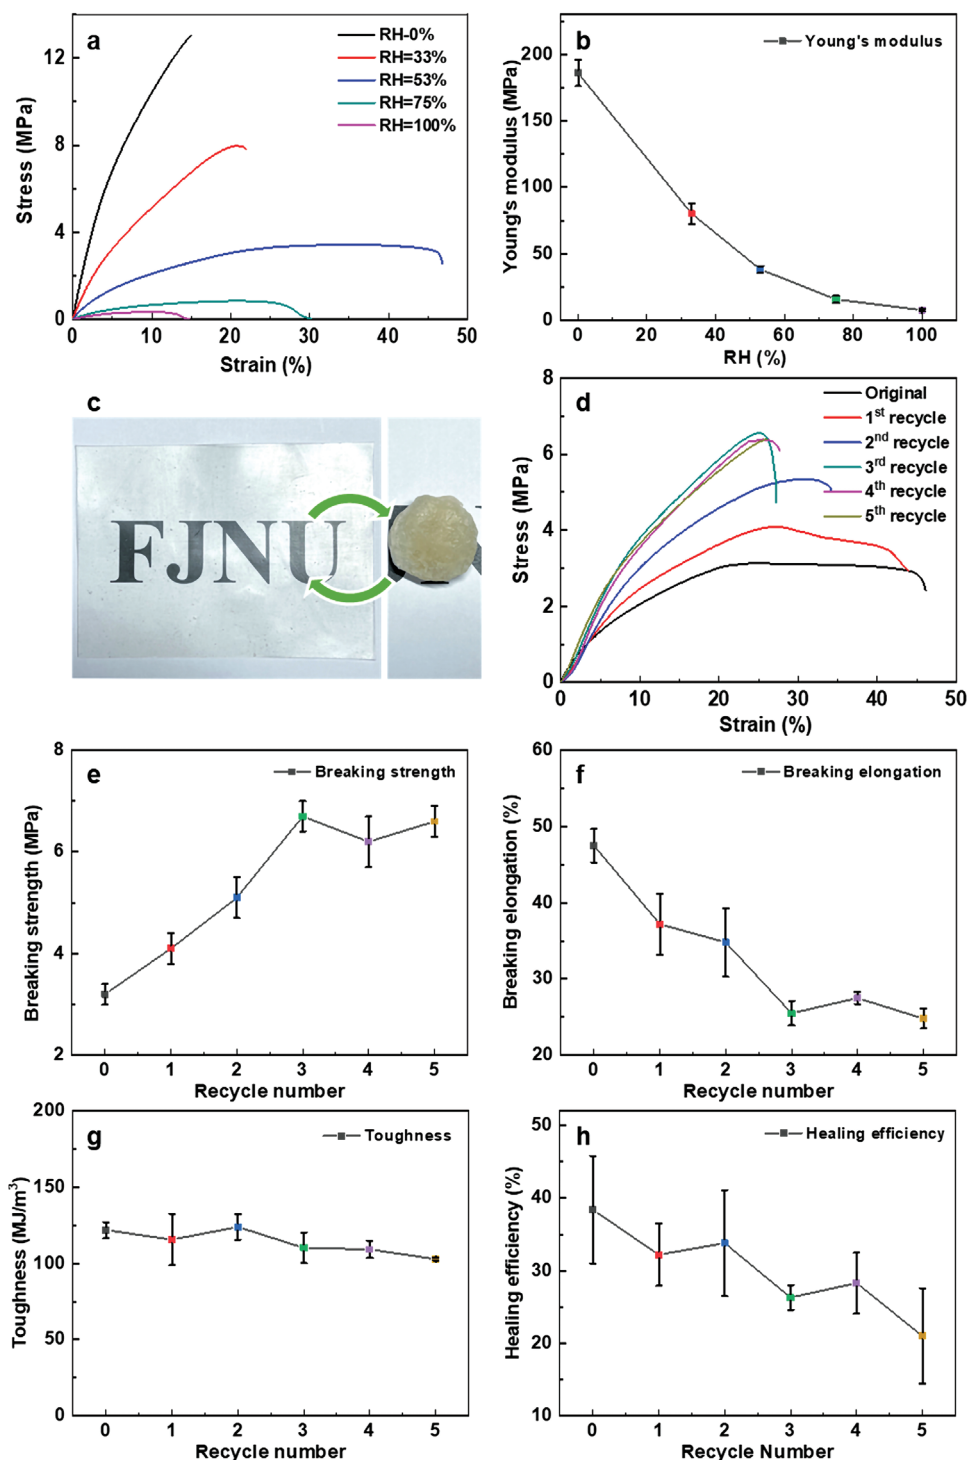 a
RH-0%
RH=33%
RH=53%
RH=75%
RH=100%
12
8
4
0
0 10 20 30 40 50
Stress (MPa)
Strain (%)
b
Young's modulus
200
150
100
50
0
0 20 40 60 80 100
Young's modulus (MPa)
RH (%)
c
FJNU
d
Original
1st recycle
2nd recycle
3rd recycle
4th recycle
5th recycle
8
6
4
2
0
0 10 20 30 40 50
Stress (MPa)
Strain (%)
e
Breaking strength
8
6
4
2
0 1 2 3 4 5
Breaking strength (MPa)
Recycle number
f
Breaking elongation
60
50
40
30
20
0 1 2 3 4 5
Breaking elongation (%)
Recycle number
g
Toughness
200
150
100
50
0
0 1 2 3 4 5
Toughness (MJ/m3)
Recycle number
h
Healing efficiency
50
40
30
20
10
0 1 2 3 4 5
Healing efficiency (%)
Recycle Number